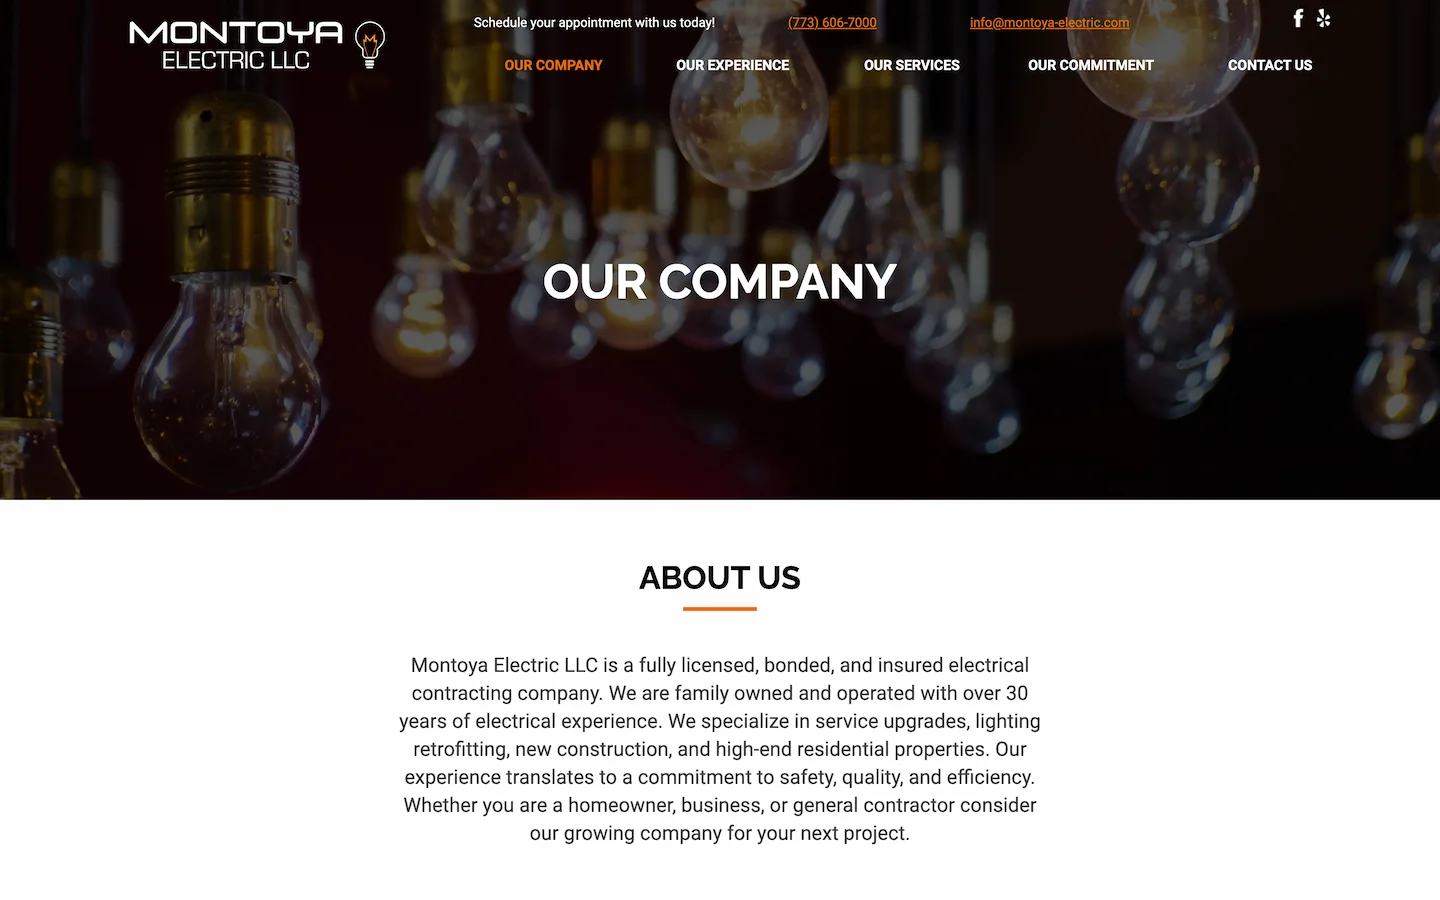 MONTOYA
ELECTRIC LLC
Schedule your appointment with us today!
(773) 606-7000
info@montoya-electric.com
OUR COMPANY
OUR EXPERIENCE
OUR SERVICES
OUR COMMITMENT
CONTACT US
OUR COMPANY
ABOUT US
Montoya Electric LLC is a fully licensed, bonded, and insured electrical
contracting company. We are family owned and operated with over 30
years of electrical experience. We specialize in service upgrades, lighting
retrofitting, new construction, and high-end residential properties. Our
experience translates to a commitment to safety, quality, and efficiency.
Whether you are a homeowner, business, or general contractor consider
our growing company for your next project.